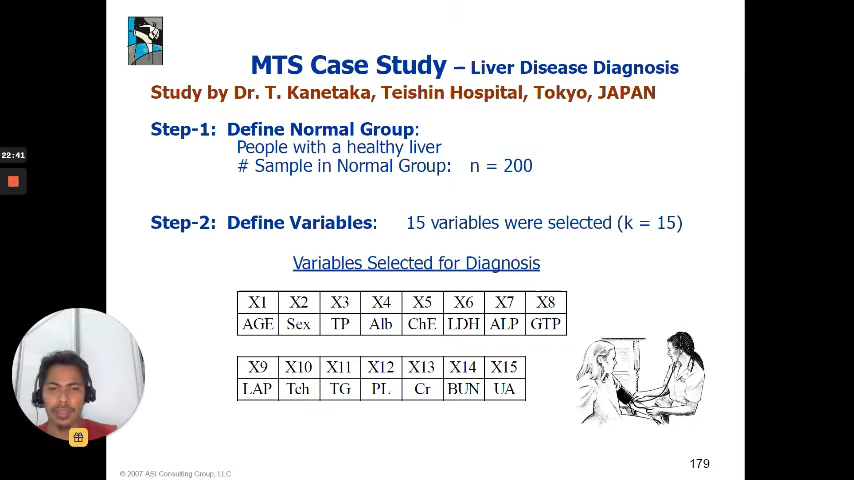 MTS Case Study – Liver Disease Diagnosis
Study by Dr. T. Kanetaka, Teishin Hospital, Tokyo, JAPAN
Step-1: Define Normal Group:
People with a healthy liver
# Sample in Normal Group: n = 200
22:41
Step-2: Define Variables: 15 variables were selected (k = 15)
Variables Selected for Diagnosis
X1 X2 X3 X4 X5 X6 X7 X8
AGE Sex TP Alb ChE LDH ALP GTP
X9 X10 X11 X12 X13 X14 X15
LAP Tch TG PL Cr BUN UA
179
© 2007 ASI Consulting Group, LLC